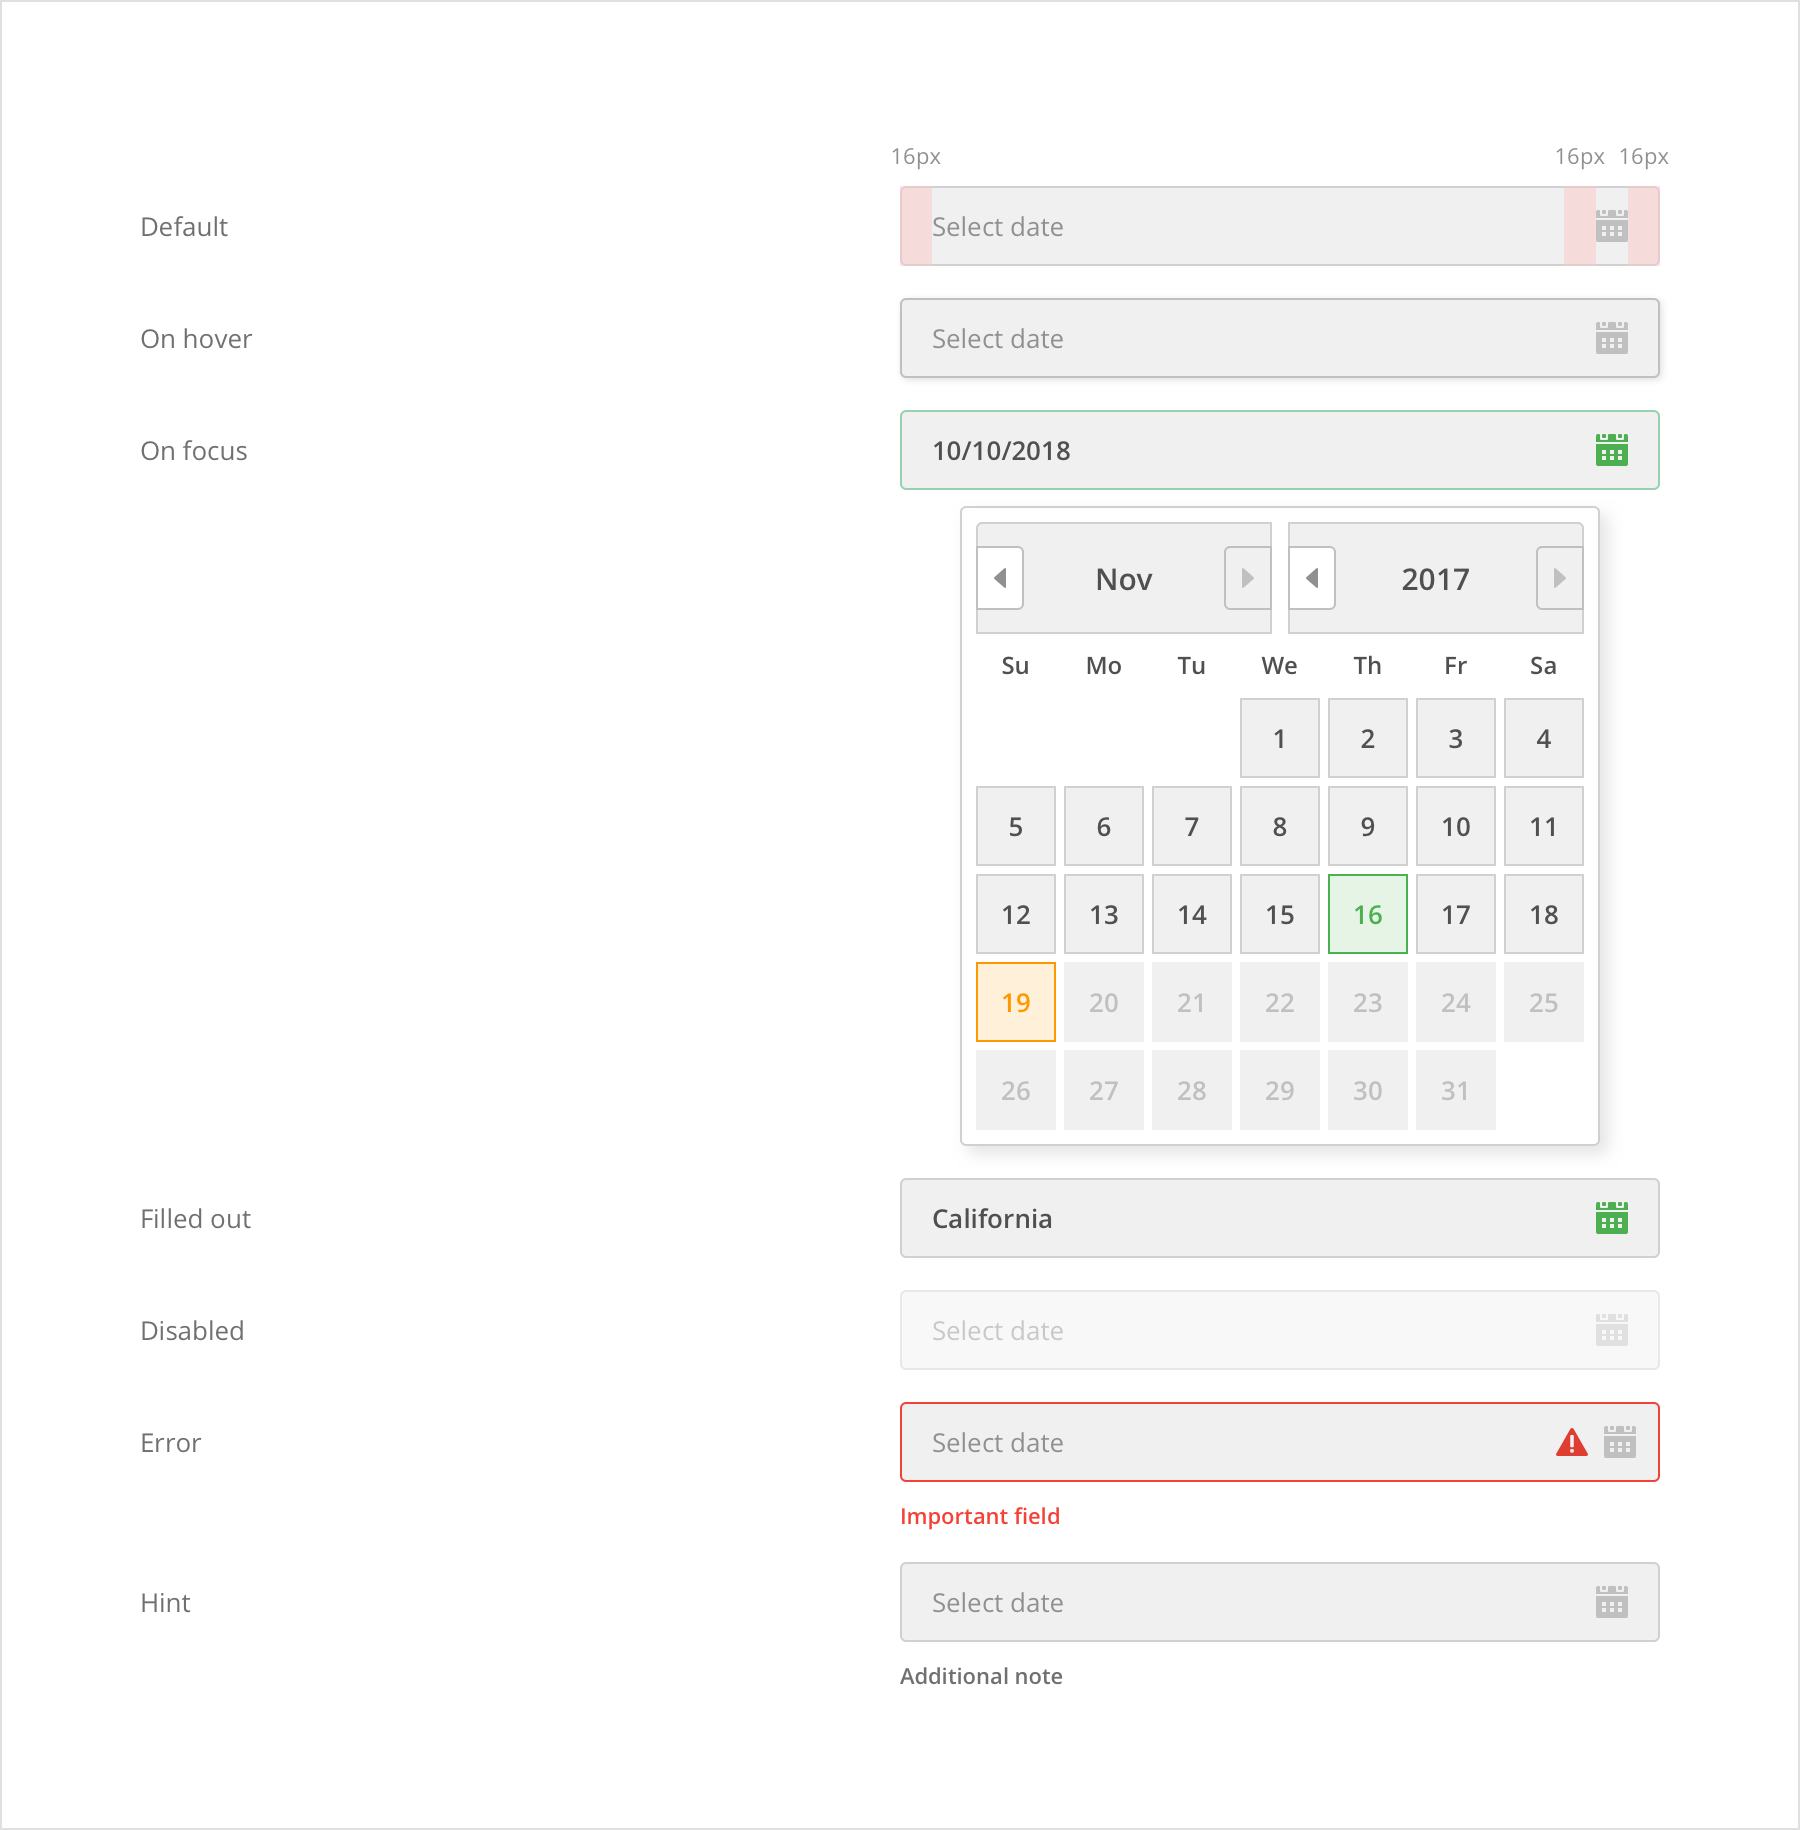 16px 16px 16px
Default Select date
On hover Select date
On focus 10/10/2018
Nov 2017
Su Mo Tu We Th Fr Sa
1 2 3 4
5 6 7 8 9 10 11
12 13 14 15 16 17 18
19 20 21 22 23 24 25
26 27 28 29 30 31
Filled out California
Disabled Select date
Error Select date
Important field
Hint Select date
Additional note